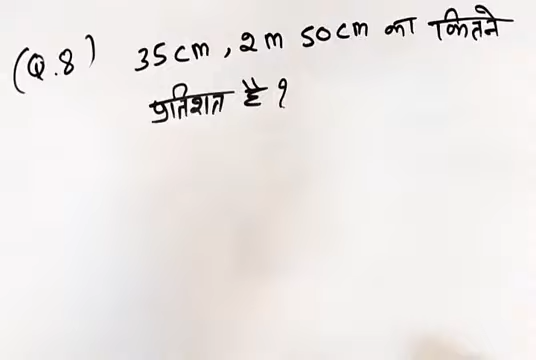 (Q.8) 35cm, 2m 50cm का कितने
प्रतिशत है ?